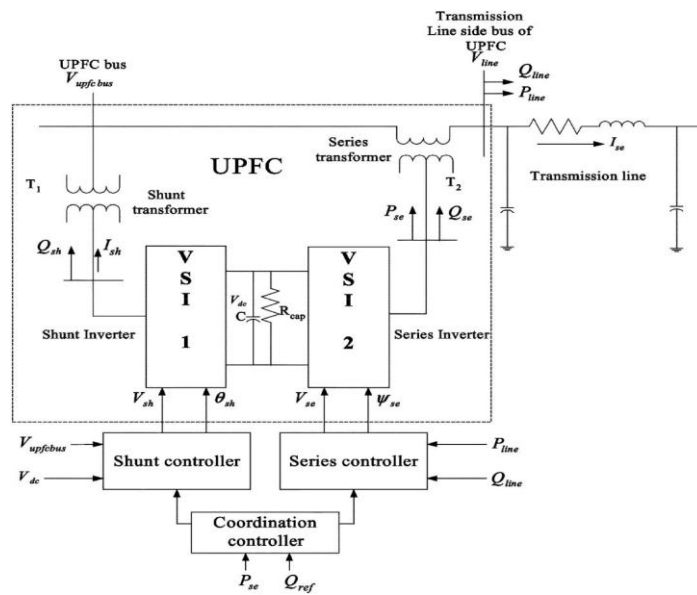 Transmission
Line side bus of
UPFC
V_line
UPFC bus
V_upfcbus
Q_line
P_line
Series
transformer
UPFC
I_se
T_1
T_2
Transmission line
Shunt
transformer
P_se
Q_se
Q_sh
I_sh
V
S
I
1
V_dc
C
R_cap
V
S
I
2
Shunt Inverter
Series Inverter
V_sh
θ_sh
V_se
ψ_se
V_upfcbus
V_dc
Shunt controller
Series controller
P_line
Q_line
Coordination
controller
P_se
Q_ref